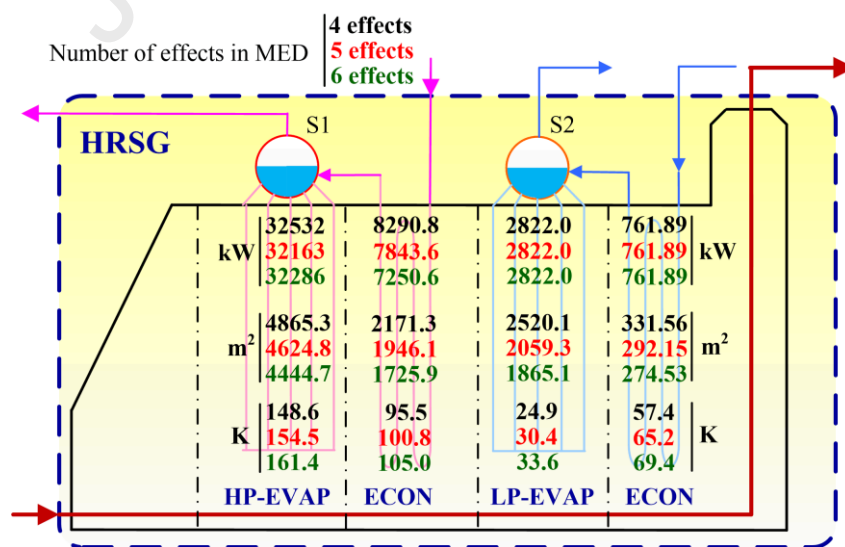 S
4 effects
Number of effects in MED 5 effects
6 effects
S1 S2
HRSG
32532 8290.8 2822.0 761.89
kW 32163 7843.6 2822.0 761.89 kW
32286 7250.6 2822.0 761.89
4865.3 2171.3 2520.1 331.56
m² 4624.8 1946.1 2059.3 292.15 m²
4444.7 1725.9 1865.1 274.53
148.6 95.5 24.9 57.4
K 154.5 100.8 30.4 65.2 K
161.4 105.0 33.6 69.4
HP-EVAP ECON LP-EVAP ECON